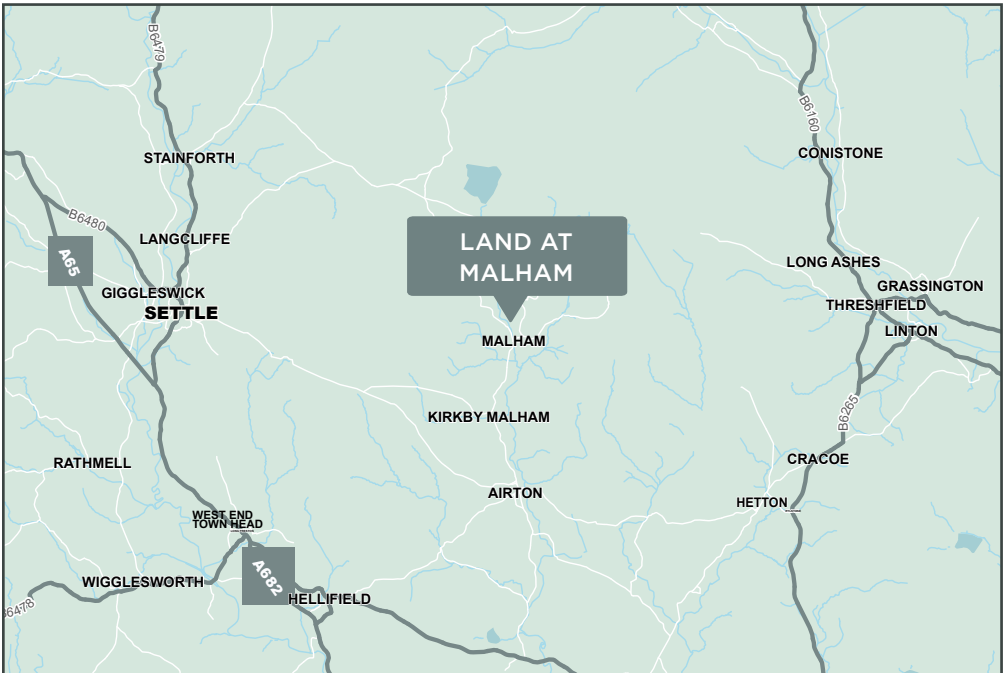 B6479
B6160
STAINFORTH
CONISTONE
B6480
LANGCLIFFE
LAND AT
MALHAM
A65
LONG ASHES
GIGGLESWICK
GRASSINGTON
SETTLE
THRESHFIELD
LINTON
MALHAM
KIRKBY MALHAM
B6265
RATHMELL
CRACOE
AIRTON
HETTON
WEST END
TOWN HEAD
A682
WIGGLESWORTH
HELLIFIELD
B6478